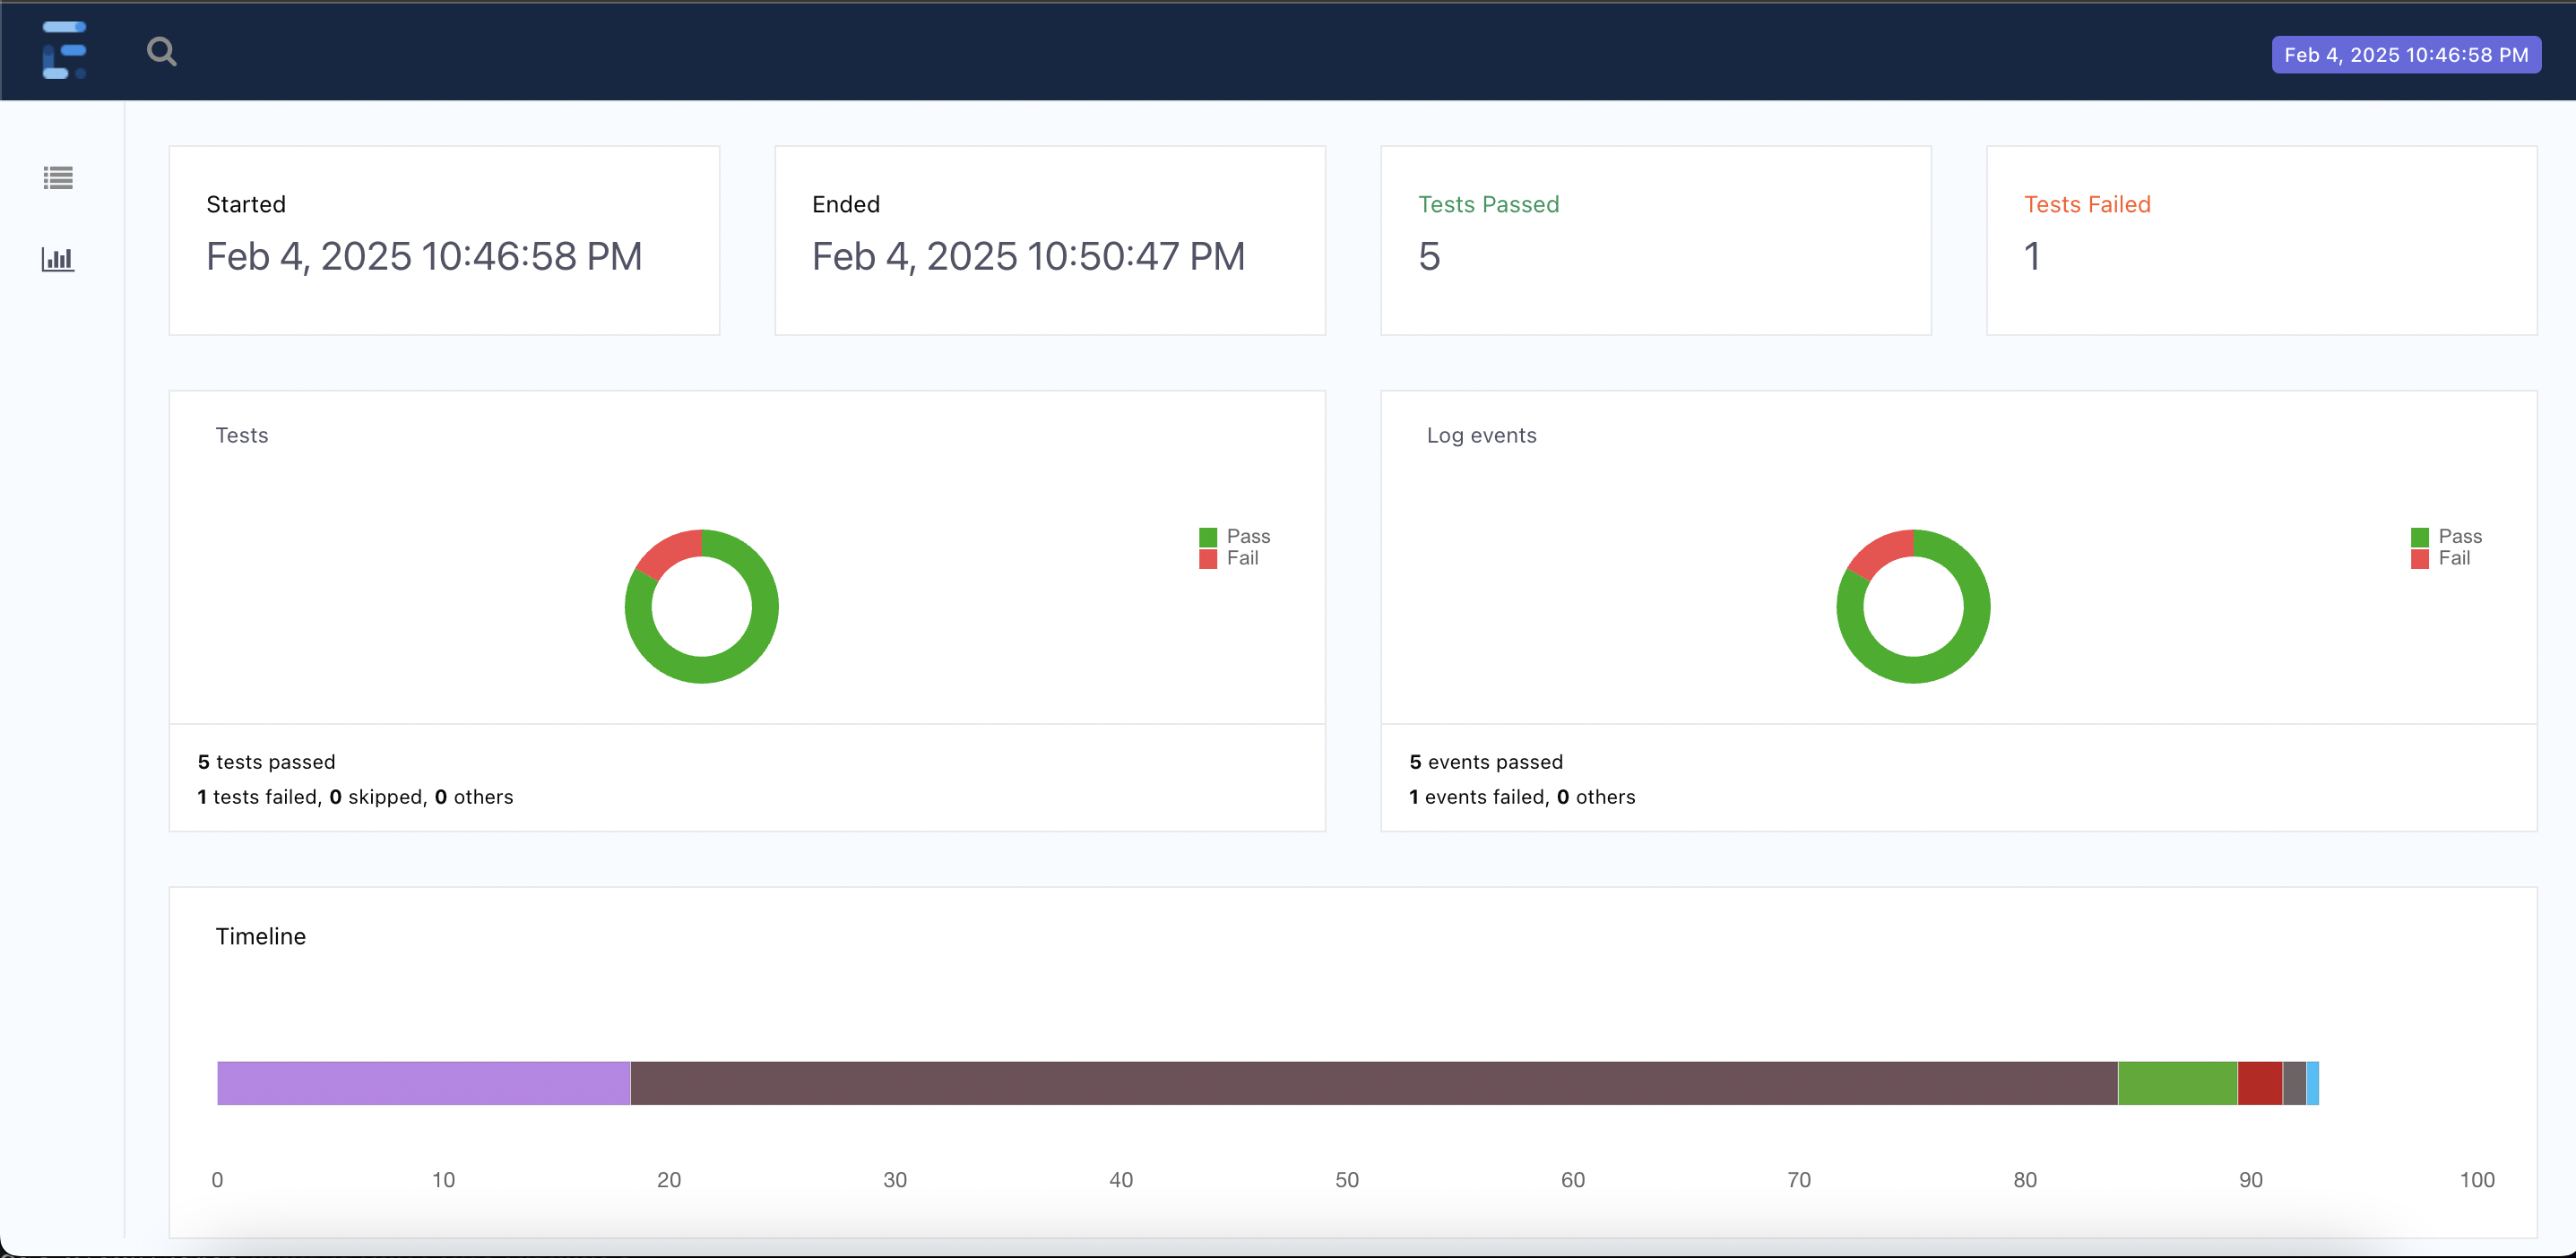 Feb 4, 2025 10:46:58 PM
Started
Feb 4, 2025 10:46:58 PM
Ended
Feb 4, 2025 10:50:47 PM
Tests Passed
5
Tests Failed
1
Tests
Pass
Fail
5 tests passed
1 tests failed, 0 skipped, 0 others
Log events
Pass
Fail
5 events passed
1 events failed, 0 others
Timeline
0 10 20 30 40 50 60 70 80 90 100